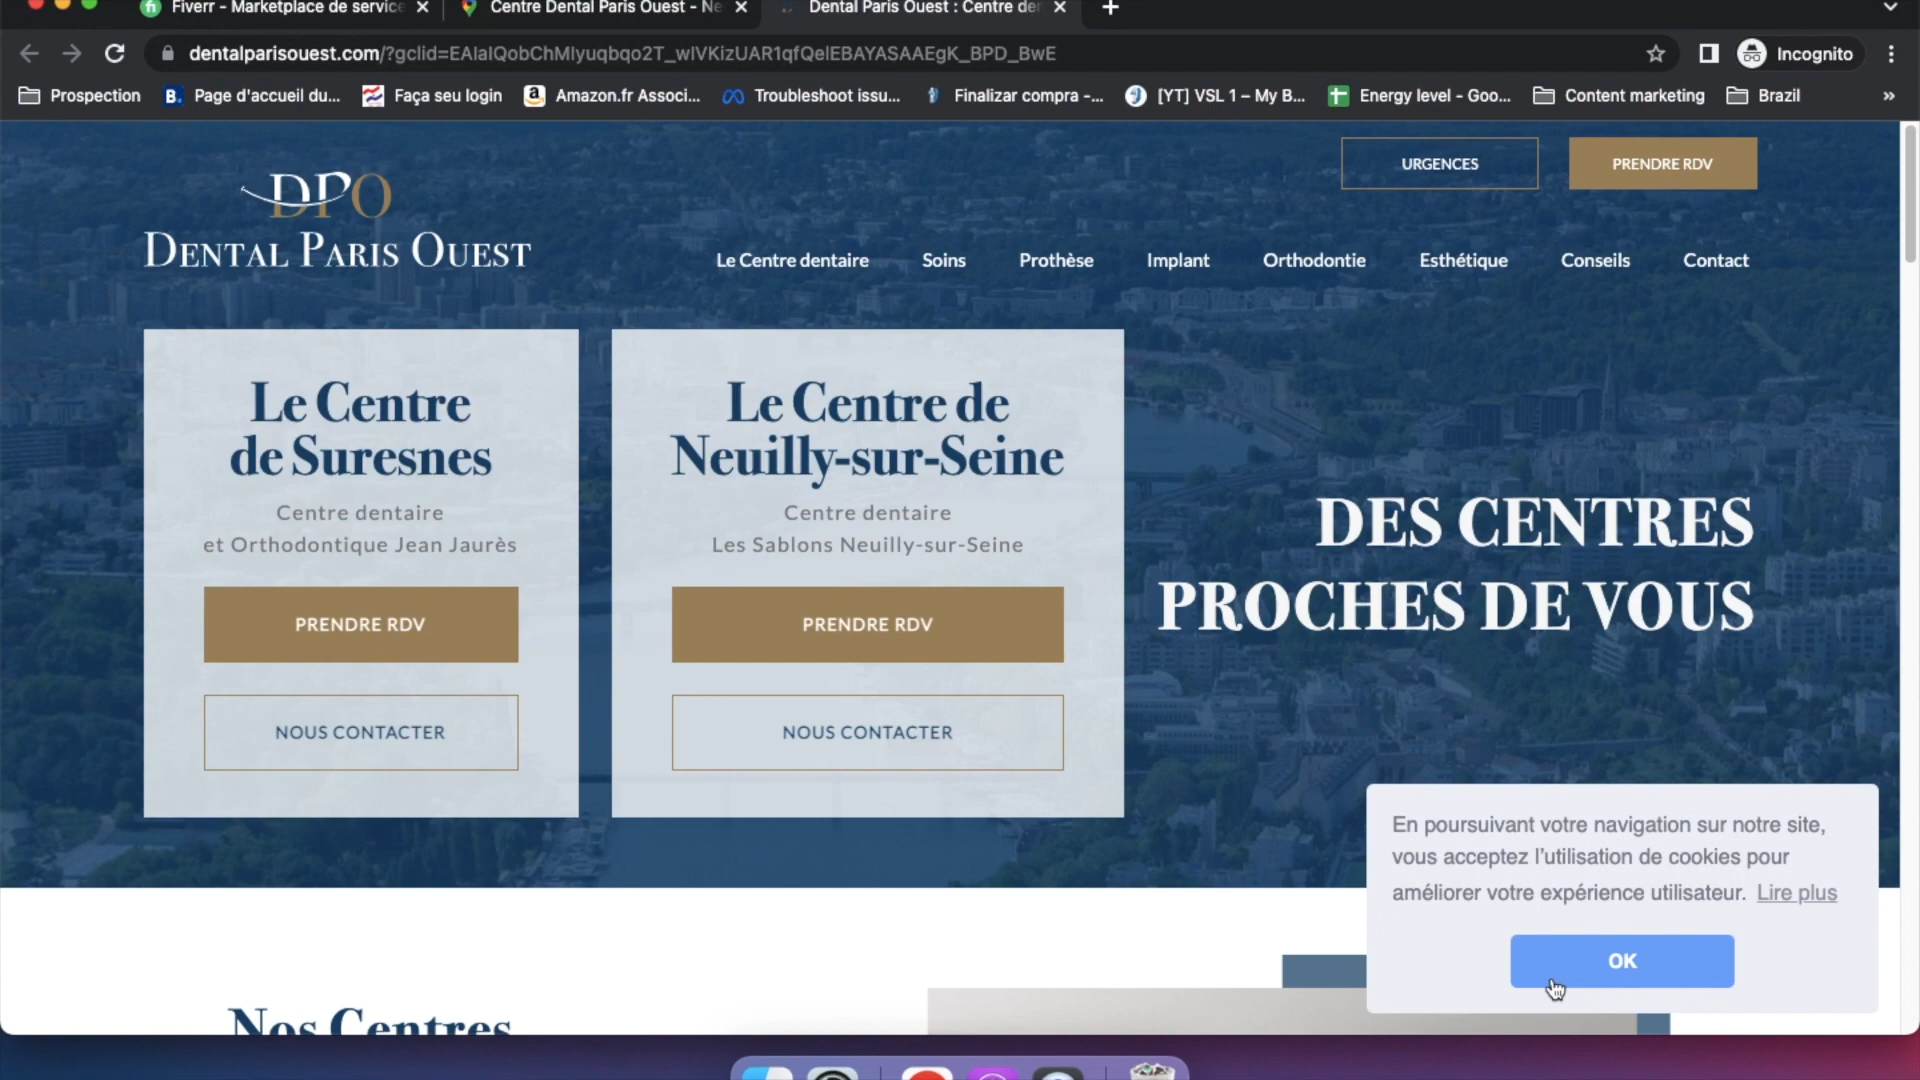 Fiverr - Marketplace de service
Centre Dental Paris Ouest - Ne
Dental Paris Ouest : Centre de
dentalparisouest.com/?gclid=EAIaIQobChMIyuqbqo2T_wIVKizUAR1qfQelEBAYASAAEgK_BPD_BwE
Incognito
Prospection
B. Page d'accueil du...
Faça seu login
a Amazon.fr Associ...
Troubleshoot issu...
Finalizar compra -...
[YT] VSL 1 – My B...
Energy level - Goo...
Content marketing
Brazil
»
URGENCES
PRENDRE RDV
DPO
DENTAL PARIS OUEST
Le Centre dentaire
Soins
Prothèse
Implant
Orthodontie
Esthétique
Conseils
Contact
Le Centre
de Suresnes
Centre dentaire
et Orthodontique Jean Jaurès
PRENDRE RDV
NOUS CONTACTER
Le Centre de
Neuilly-sur-Seine
Centre dentaire
Les Sablons Neuilly-sur-Seine
PRENDRE RDV
NOUS CONTACTER
DES CENTRES
PROCHES DE VOUS
En poursuivant votre navigation sur notre site,
vous acceptez l'utilisation de cookies pour
améliorer votre expérience utilisateur. Lire plus
OK
Nos Centres